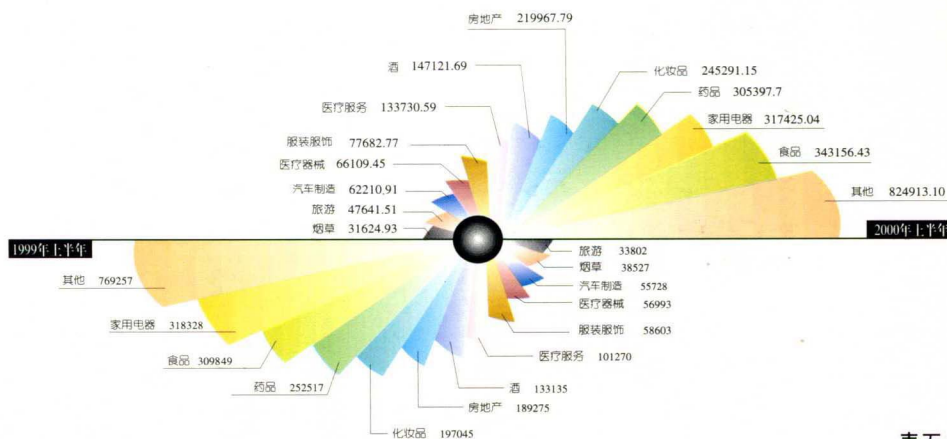 房地产 219967.79
酒 147121.69
化妆品 245291.15
药品 305397.7
医疗服务 133730.59
家用电器 317425.04
服装服饰 77682.77
食品 343156.43
医疗器械 66109.45
汽车制造 62210.91
其他 824913.10
旅游 47641.51
烟草 31624.93
2000年上半年
1999年上半年
旅游 33802
烟草 38527
其他 769257
汽车制造 55728
医疗器械 56993
家用电器 318328
服装服饰 58603
食品 309849
医疗服务 101270
药品 252517
酒 133135
房地产 189275
化妆品 197045